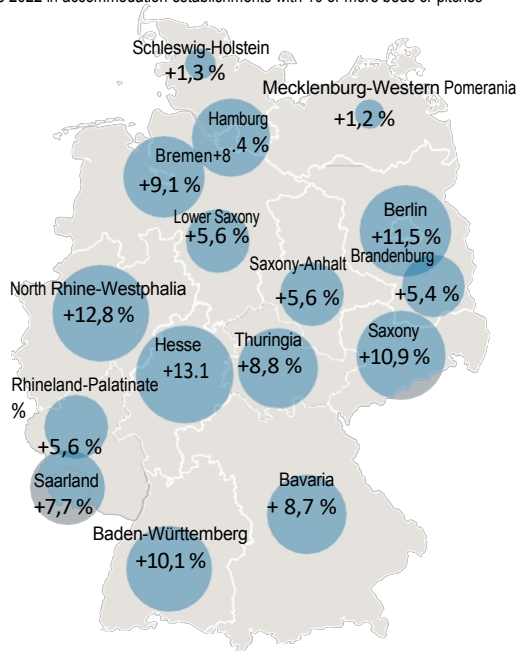 2022 in accommodation establishments with 10 or more beds or pitches
Schleswig-Holstein
+1,3 %
Mecklenburg-Western Pomerania
+1,2 %
Hamburg
Bremen+8.4 %
+9,1 %
Berlin
+11,5 %
Lower Saxony
+5,6 %
Saxony-Anhalt
+5,6 %
Brandenburg
+5,4 %
North Rhine-Westphalia
+12,8 %
Hesse
+13.1
Thuringia
+8,8 %
Saxony
+10,9 %
Rhineland-Palatinate
%
+5,6 %
Saarland
+7,7 %
Bavaria
+ 8,7 %
Baden-Württemberg
+10,1 %